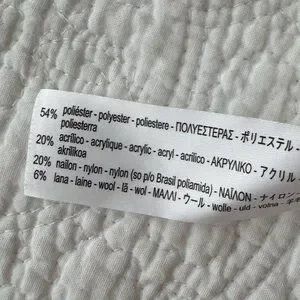 54% poliéster - polyester - poliestere - ΠΟΛΥΕΣΤΕΡΑΣ - ポリエステル -
poliesterra
20% acrílico - acrylique - acrylic - acryl - acrílico - ΑΚΡΥΛΙΚΟ - アクリル -
akrilikoa
20% nailon - nylon - nylon (so p/o Brasil poliamida) - ΝΑΪΛΟΝ - ナイロン
6% lana - laine - wool - lã - wol - ΜΑΛΛΙ - ウール - wolle - uld - volna -